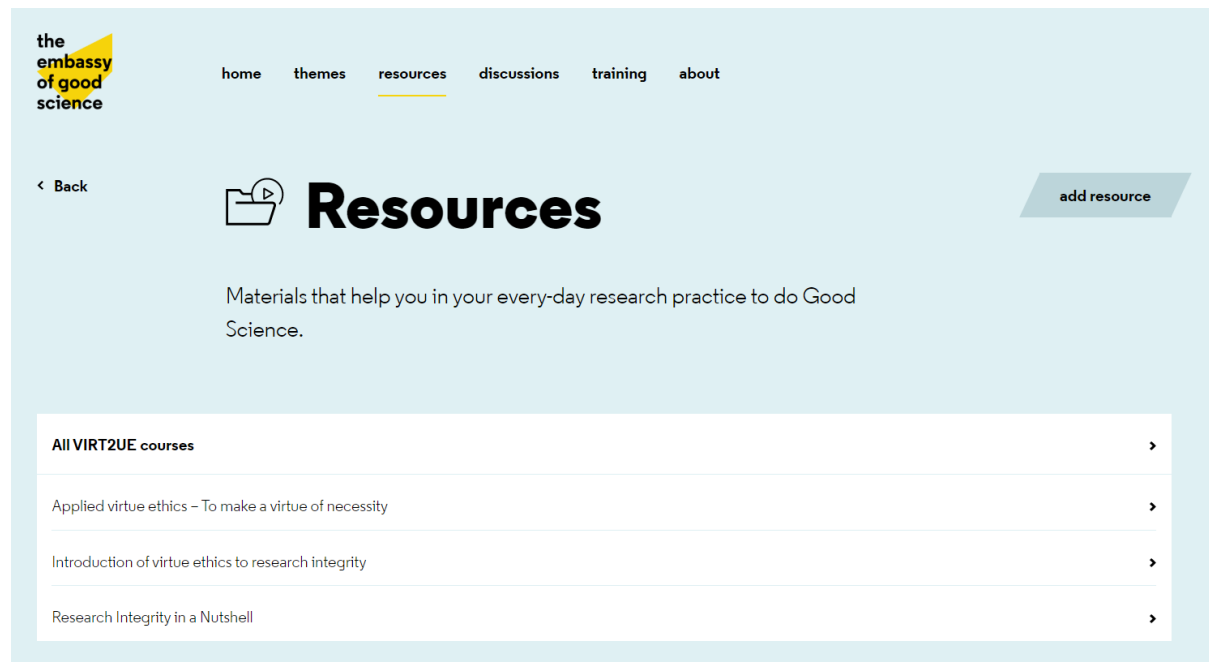 the
embassy
of good
science
home themes resources discussions training about
< Back
Resources
add resource
Materials that help you in your every-day research practice to do Good
Science.
All VIRT2UE courses
Applied virtue ethics – To make a virtue of necessity
Introduction of virtue ethics to research integrity
Research Integrity in a Nutshell